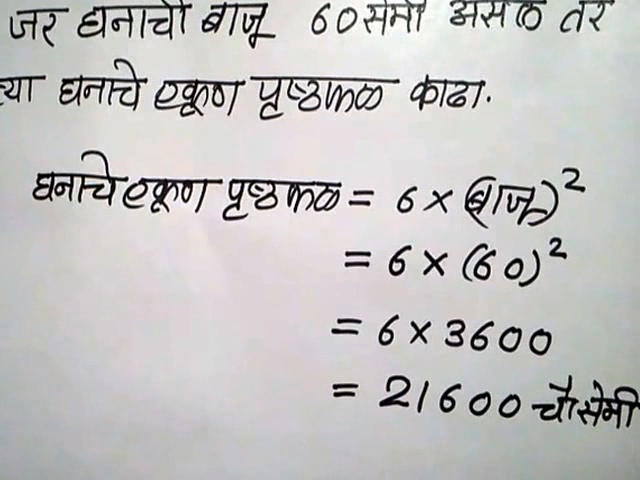 जर घनाची बाजू 60 सेमी असेल तर
त्या घनाचे एकूण पृष्ठफळ काढा.
घनाचे एकूण पृष्ठफळ = 6 × (बाजू)²
= 6 × (60)²
= 6 × 3600
= 21600 चौसेमी